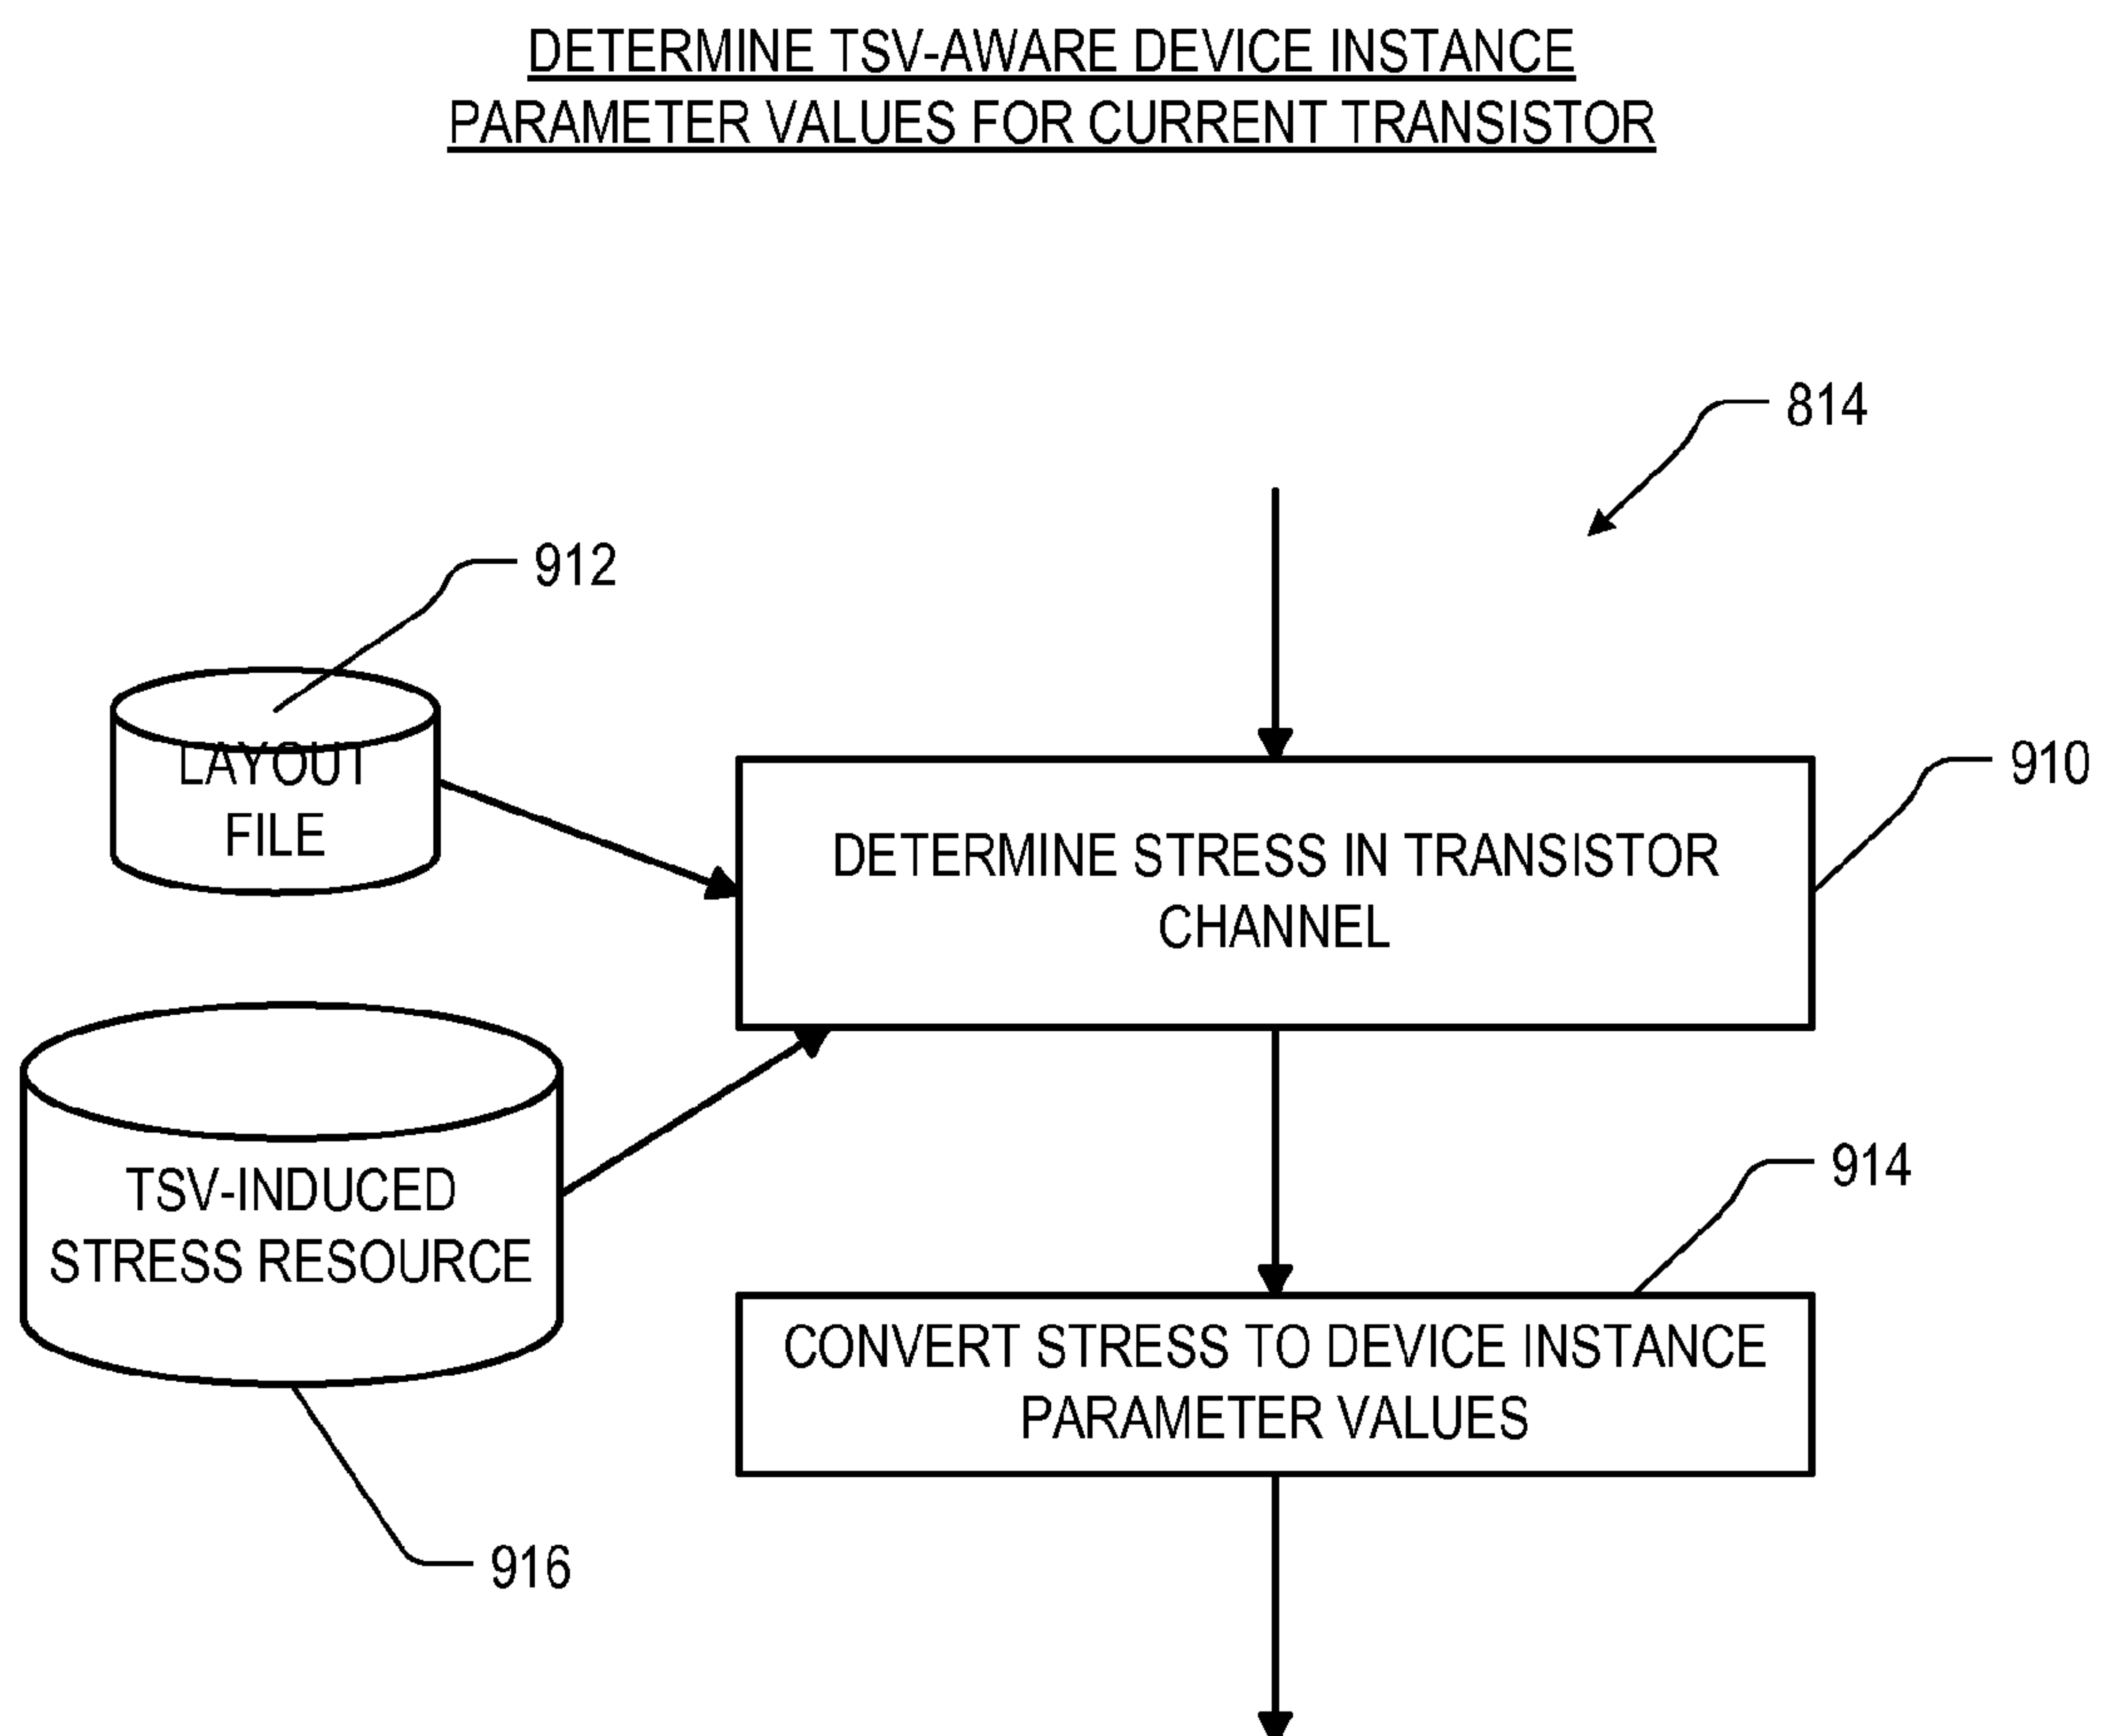 DETERMINE TSV-AWARE DEVICE INSTANCE
PARAMETER VALUES FOR CURRENT TRANSISTOR
814
912
LAYOUT
FILE
910
DETERMINE STRESS IN TRANSISTOR
CHANNEL
TSV-INDUCED
STRESS RESOURCE
914
CONVERT STRESS TO DEVICE INSTANCE
PARAMETER VALUES
916